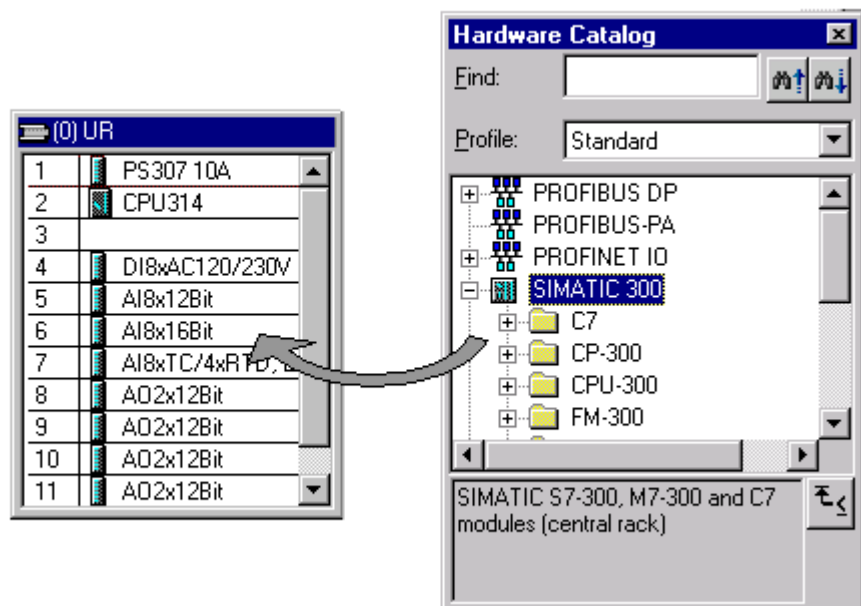 (0) UR
1 PS307 10A
2 CPU314
3
4 DI8xAC120/230V
5 AI8x12Bit
6 AI8x16Bit
7 AI8xTC/4xRTD,
8 AO2x12Bit
9 AO2x12Bit
10 AO2x12Bit
11 AO2x12Bit
Hardware Catalog
Find:
Profile: Standard
PROFIBUS DP
PROFIBUS-PA
PROFINET IO
SIMATIC 300
C7
CP-300
CPU-300
FM-300
SIMATIC S7-300, M7-300 and C7
modules (central rack)